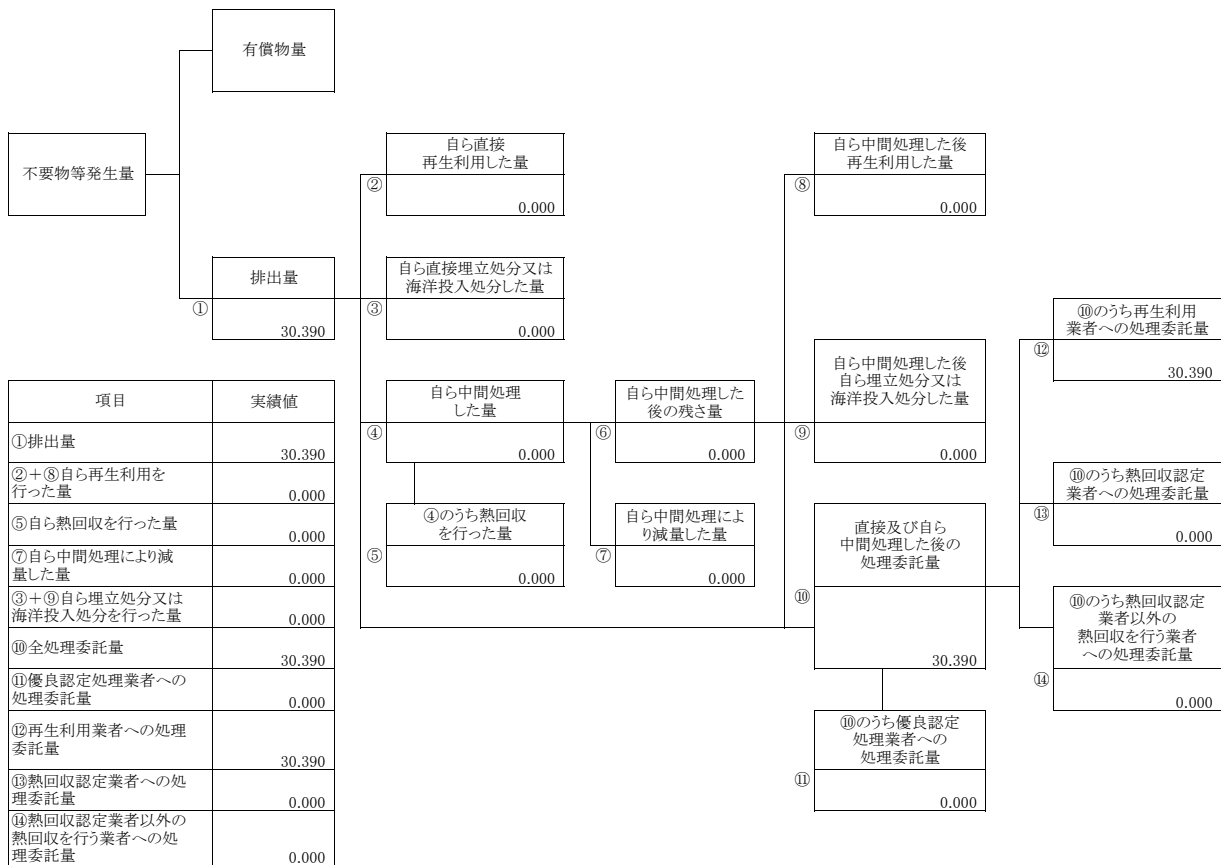 有償物量
不要物等発生量
自ら直接
再生利用した量
②
0.000
自ら中間処理した後
再生利用した量
⑧
0.000
排出量
①
30.390
自ら直接埋立処分又は
海洋投入処分した量
③
0.000
⑩のうち再生利用
業者への処理委託量
⑫
30.390
自ら中間処理
した量
④
0.000
自ら中間処理した
後の残さ量
⑥
0.000
自ら中間処理した後
自ら埋立処分又は
海洋投入処分した量
⑨
0.000
④のうち熱回収
を行った量
⑤
0.000
自ら中間処理によ
り減量した量
⑦
0.000
直接及び自ら
中間処理した後の
処理委託量
⑩
30.390
⑩のうち熱回収認定
業者への処理委託量
⑬
0.000
⑩のうち熱回収認定
業者以外の
熱回収を行う業者
への処理委託量
⑭
0.000
⑩のうち優良認定
処理業者への
処理委託量
⑪
0.000
項目 実績値
①排出量 30.390
②+⑧自ら再生利用を
行った量 0.000
⑤自ら熱回収を行った量 0.000
⑦自ら中間処理により減
量した量 0.000
③+⑨自ら埋立処分又は
海洋投入処分を行った量 0.000
⑩全処理委託量 30.390
⑪優良認定処理業者への
処理委託量 0.000
⑫再生利用業者への処理
委託量 30.390
⑬熱回収認定業者への処
理委託量 0.000
⑭熱回収認定業者以外の
熱回収を行う業者への処
理委託量 0.000